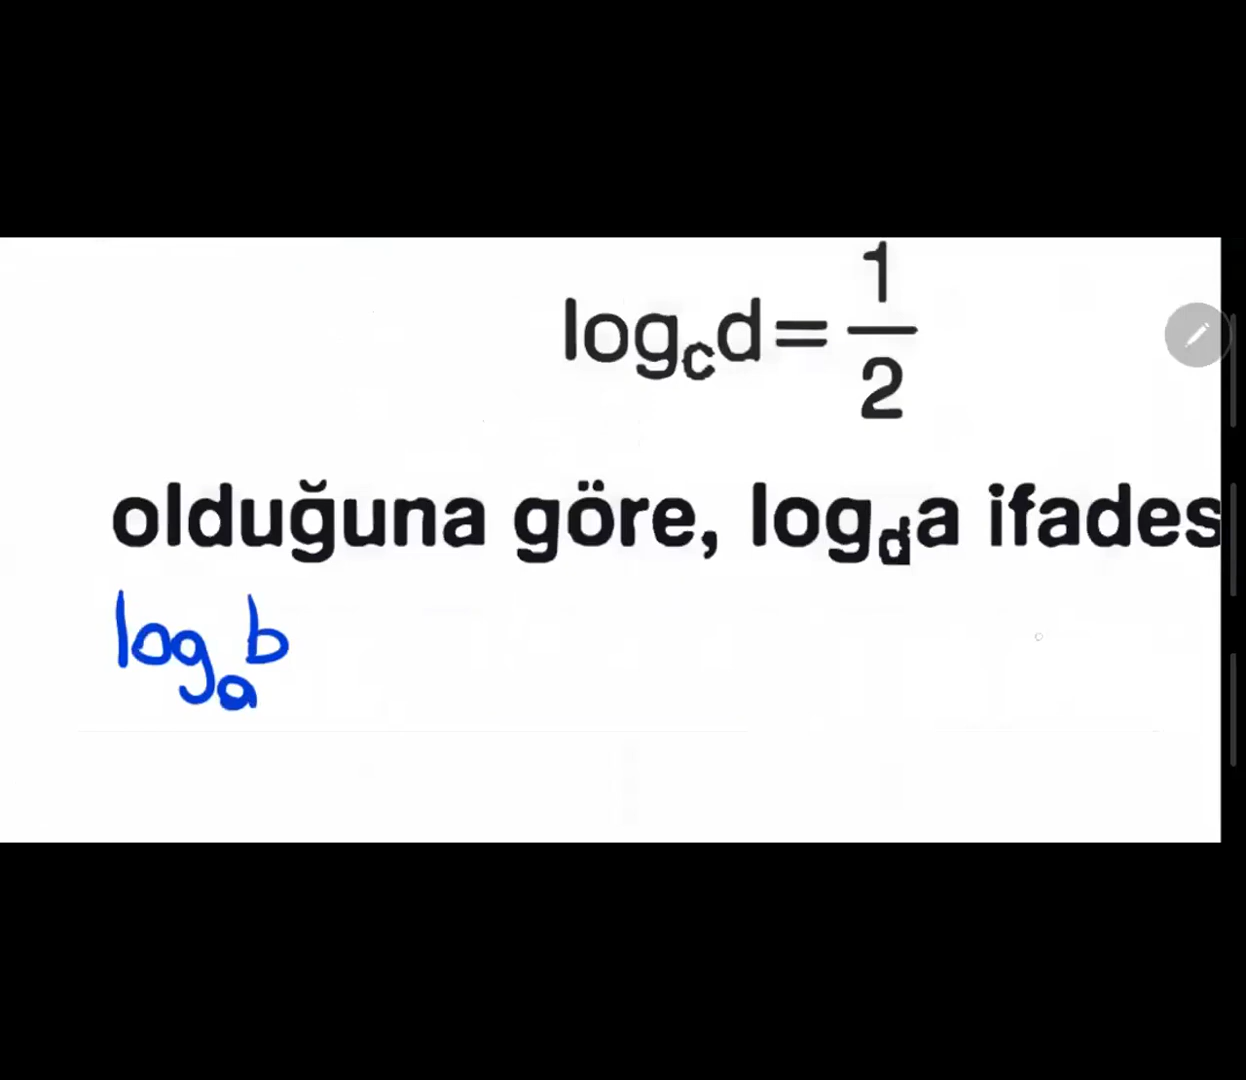 log_c d = 1/2
olduğuna göre, log_d a ifades
log_a b